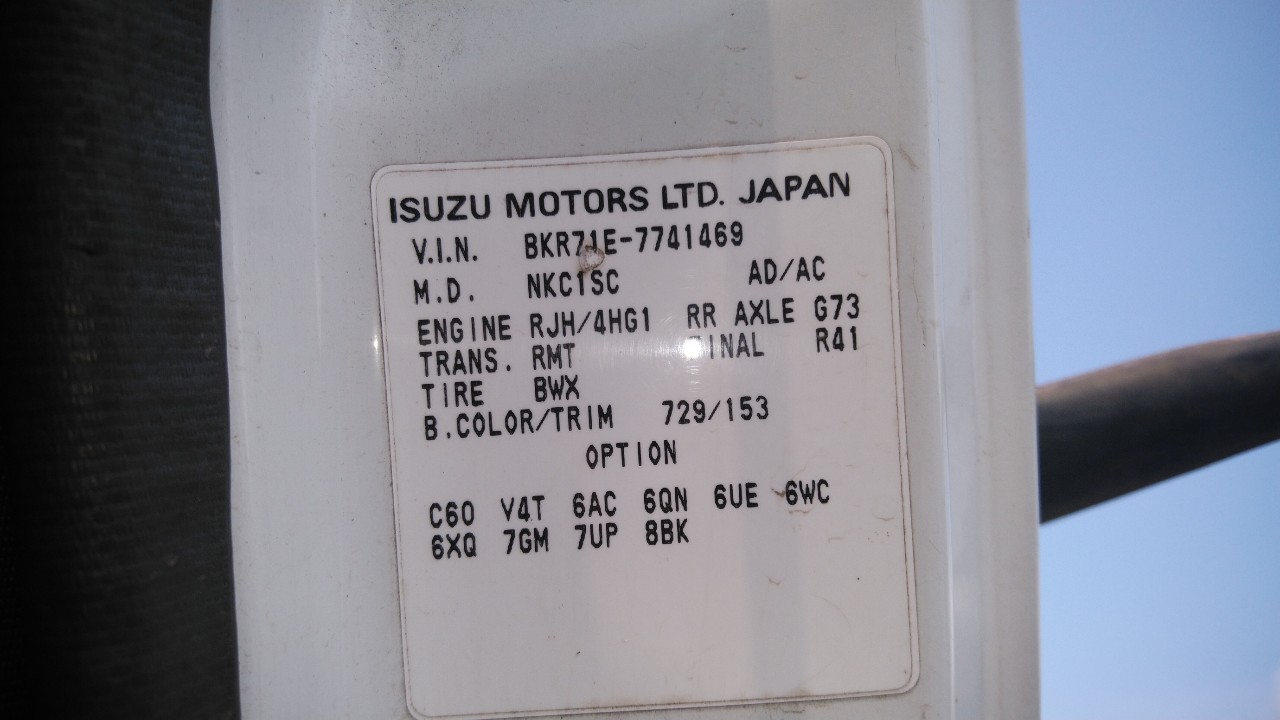 ISUZU MOTORS LTD. JAPAN
V.I.N. BKR71E-7741469
M.D. NKC1SC AD/AC
ENGINE RJH/4HG1 RR AXLE G73
TRANS. RMT FINAL R41
TIRE BWX
B.COLOR/TRIM 729/153
OPTION
C60 V4T 6AC 6QN 6UE 6WC
6XQ 7GM 7UP 8BK